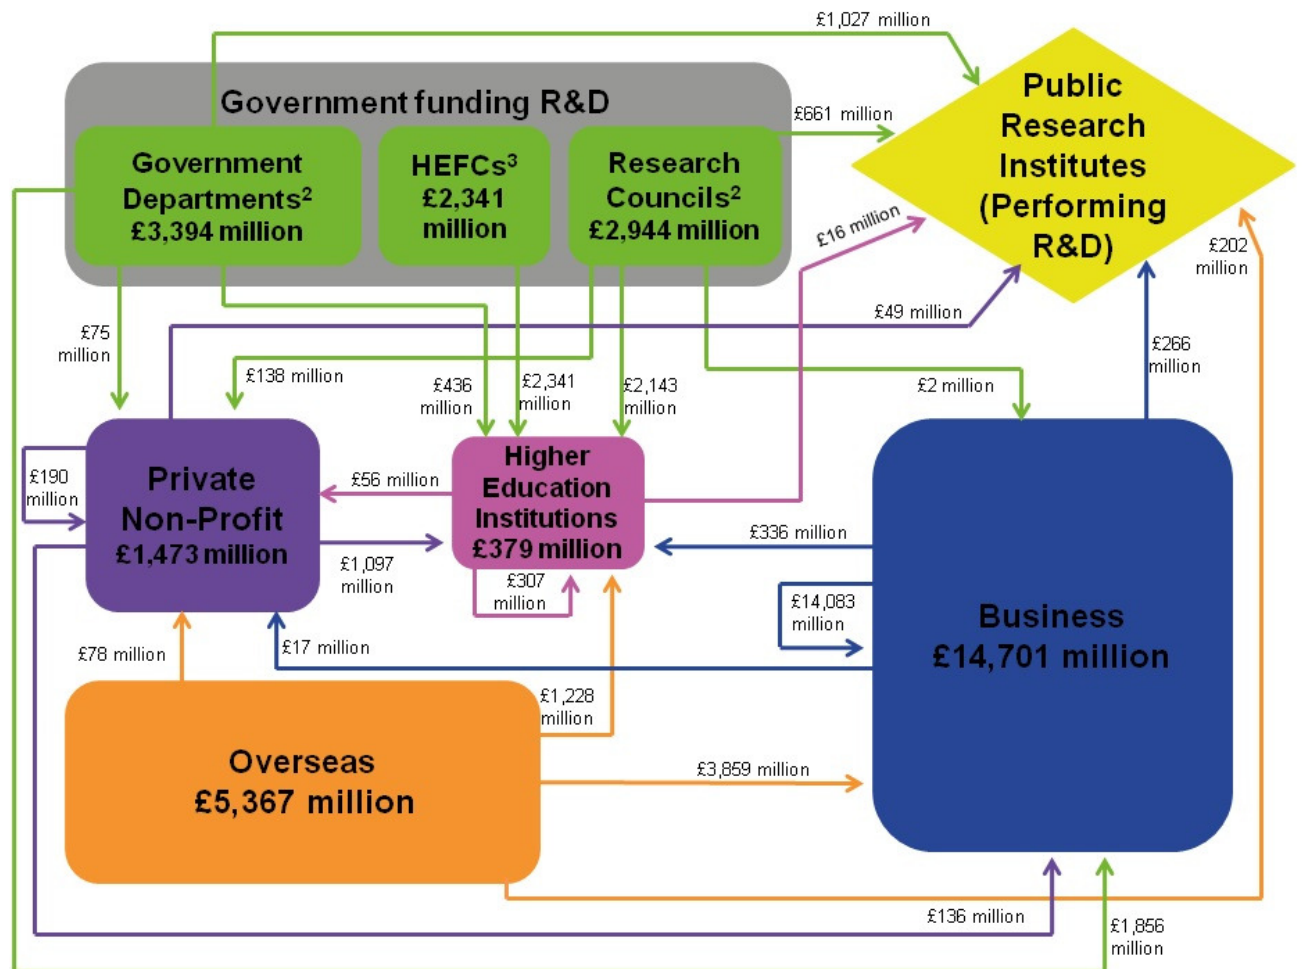 £1,027 million
Government funding R&D
£661 million
Public
Research
Institutes
(Performing
R&D)
Government
Departments²
£3,394 million
HEFCs³
£2,341
million
Research
Councils²
£2,944 million
£16 million
£202
million
£75
million
£49 million
£266
million
£138 million
£436
million
£2,341
million
£2,143
million
£2 million
£190
million
Private
Non-Profit
£1,473 million
£56 million
Higher
Education
Institutions
£379 million
£336 million
£1,097
million
£307
million
£14,083
million
Business
£14,701 million
£78 million
£17 million
£1,228
million
Overseas
£5,367 million
£3,859 million
£136 million
£1,856
million